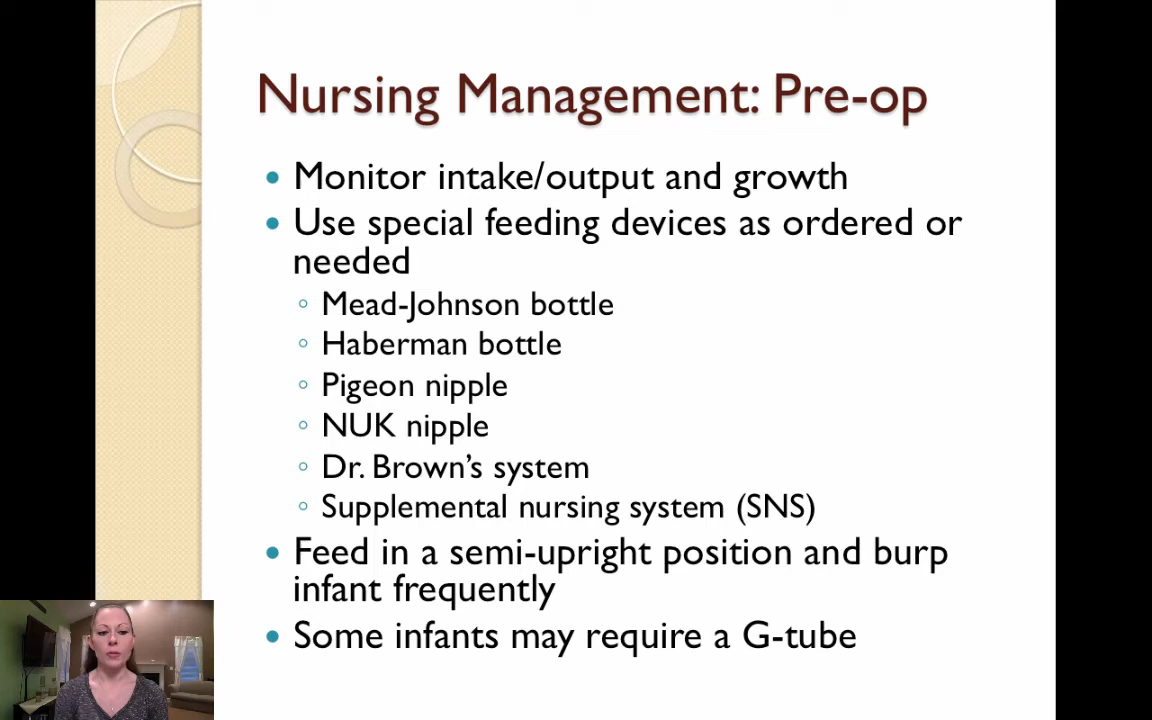 Nursing Management: Pre-op
• Monitor intake/output and growth
• Use special feeding devices as ordered or
needed
◦ Mead-Johnson bottle
◦ Haberman bottle
◦ Pigeon nipple
◦ NUK nipple
◦ Dr. Brown’s system
◦ Supplemental nursing system (SNS)
• Feed in a semi-upright position and burp
infant frequently
• Some infants may require a G-tube